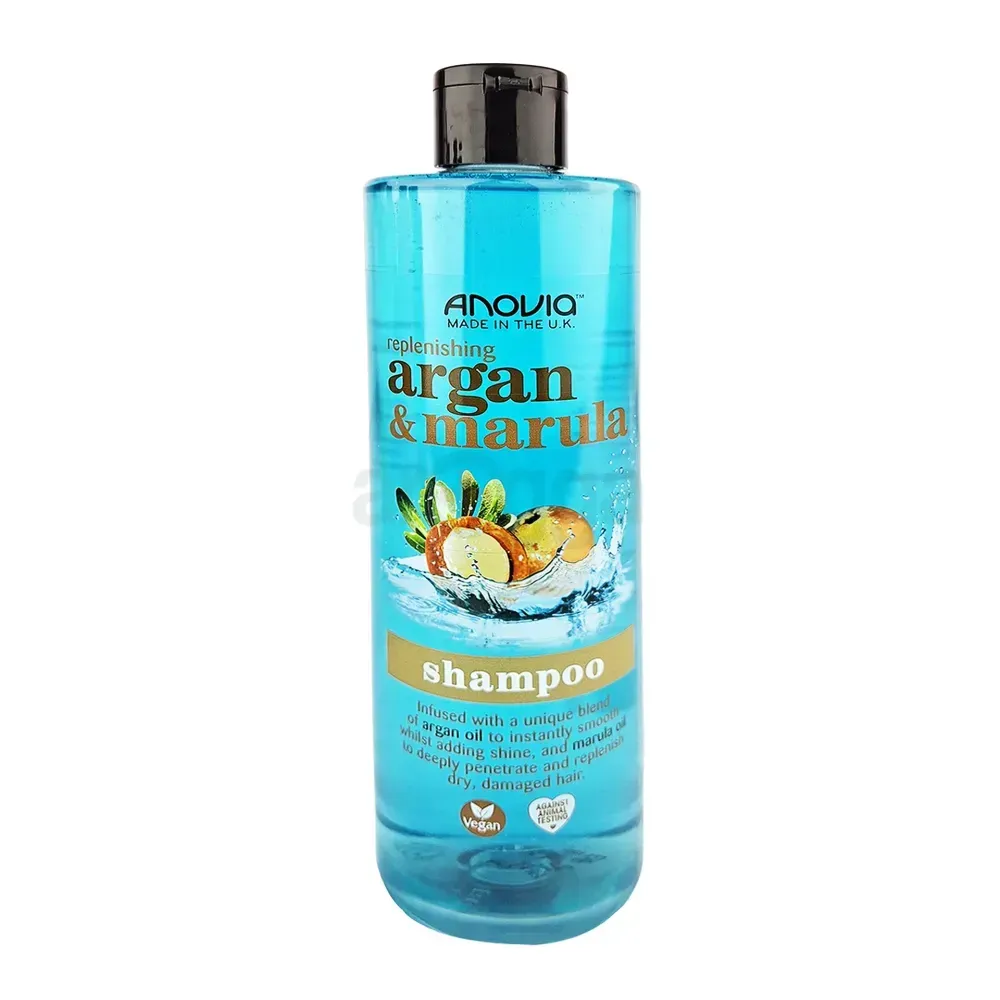 ANOVIA™
MADE IN THE U.K.
replenishing
argan
& marula
shampoo
Infused with a unique blend
of argan oil to instantly smooth
whilst adding shine, and marula oil
to deeply penetrate and replenish
dry, damaged hair.
Vegan
AGAINST
ANIMAL
TESTING